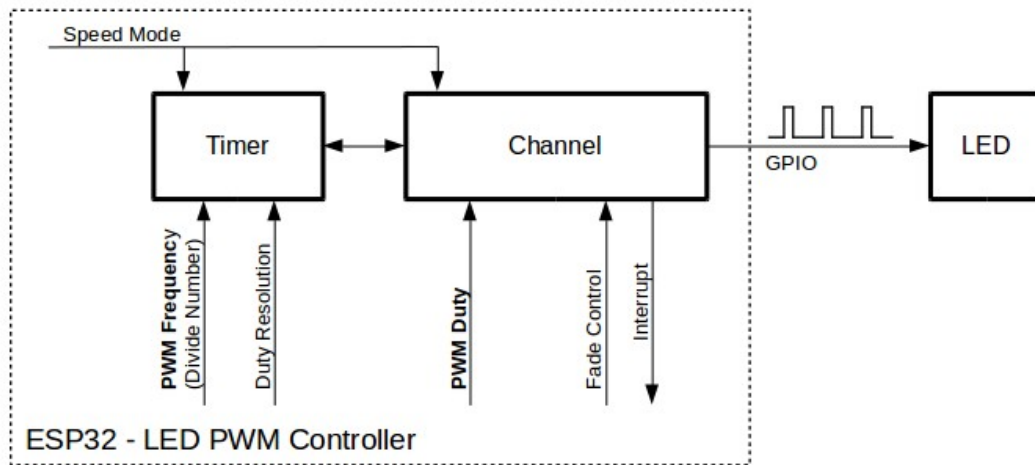 Speed Mode
Timer
Channel
GPIO
LED
PWM Frequency
(Divide Number)
Duty Resolution
PWM Duty
Fade Control
Interrupt
ESP32 - LED PWM Controller